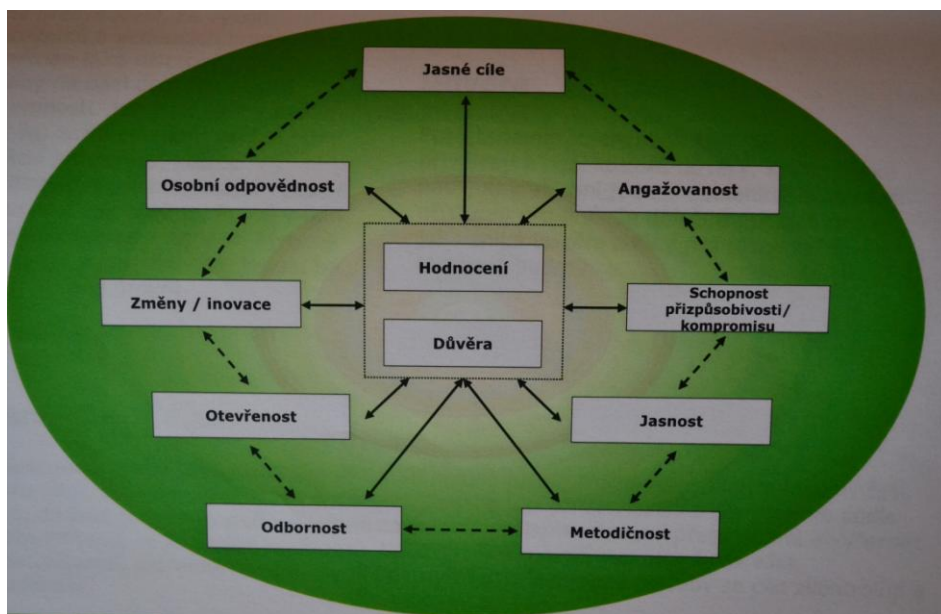 Jasné cíle
Osobní odpovědnost
Angažovanost
Hodnocení
Změny / inovace
Schopnost
přizpůsobivosti/
kompromisu
Důvěra
Otevřenost
Jasnost
Odbornost
Metodičnost